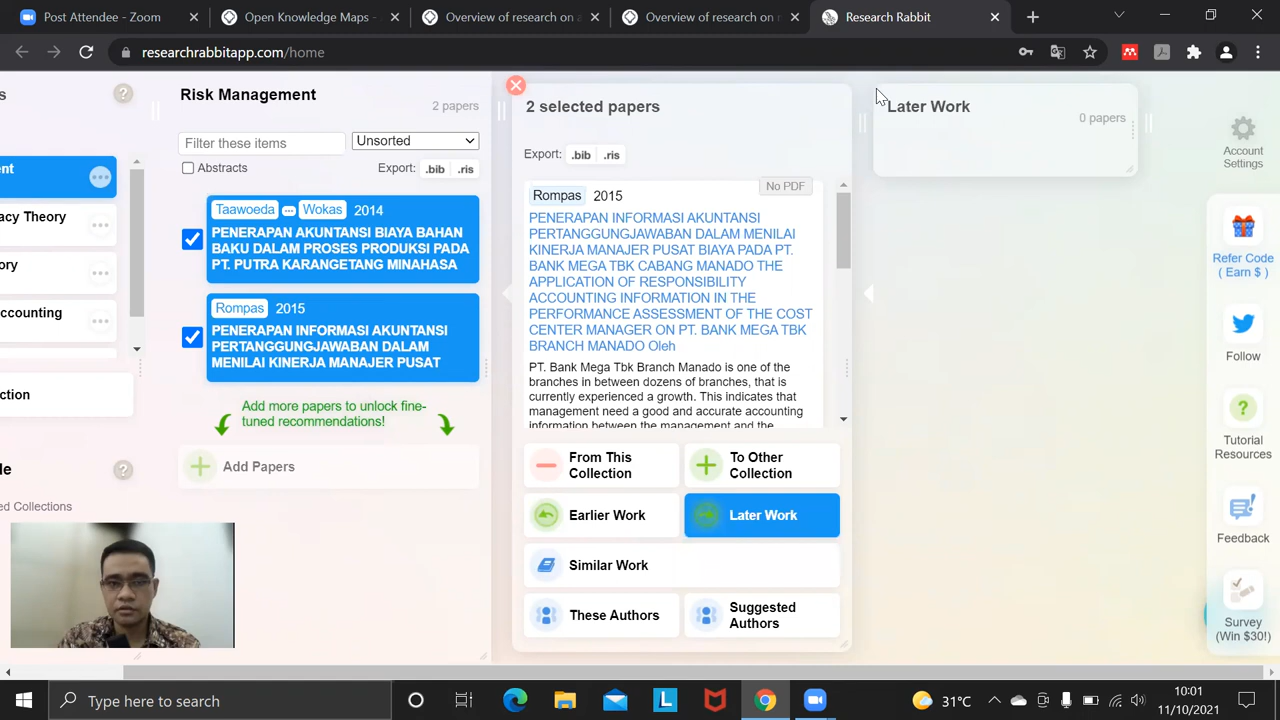 Post Attendee - Zoom
Open Knowledge Maps -
Overview of research on a
Overview of research on n
Research Rabbit
researchrabbitapp.com/home
s
Risk Management
2 papers
Filter these items
Unsorted
Abstracts
Export: .bib .ris
nt
acy Theory
ory
ccounting
ction
le
ed Collections
Taawoeda ... Wokas 2014
PENERAPAN AKUNTANSI BIAYA BAHAN
BAKU DALAM PROSES PRODUKSI PADA
PT. PUTRA KARANGETANG MINAHASA
Rompas 2015
PENERAPAN INFORMASI AKUNTANSI
PERTANGGUNGJAWABAN DALAM
MENILAI KINERJA MANAJER PUSAT
Add more papers to unlock fine-
tuned recommendations!
Add Papers
2 selected papers
Export: .bib .ris
Rompas 2015
No PDF
PENERAPAN INFORMASI AKUNTANSI
PERTANGGUNGJAWABAN DALAM MENILAI
KINERJA MANAJER PUSAT BIAYA PADA PT.
BANK MEGA TBK CABANG MANADO THE
APPLICATION OF RESPONSIBILITY
ACCOUNTING INFORMATION IN THE
PERFORMANCE ASSESSMENT OF THE COST
CENTER MANAGER ON PT. BANK MEGA TBK
BRANCH MANADO Oleh
PT. Bank Mega Tbk Branch Manado is one of the
branches in between dozens of branches, that is
currently experienced a growth. This indicates that
management need a good and accurate accounting
information between the management and the
From This
Collection
To Other
Collection
Earlier Work
Later Work
Similar Work
These Authors
Suggested
Authors
Later Work
0 papers
Account
Settings
Refer Code
( Earn $ )
Follow
Tutorial
Resources
Feedback
Survey
(Win $30!)
Type here to search
L
31°C
10:01
11/10/2021